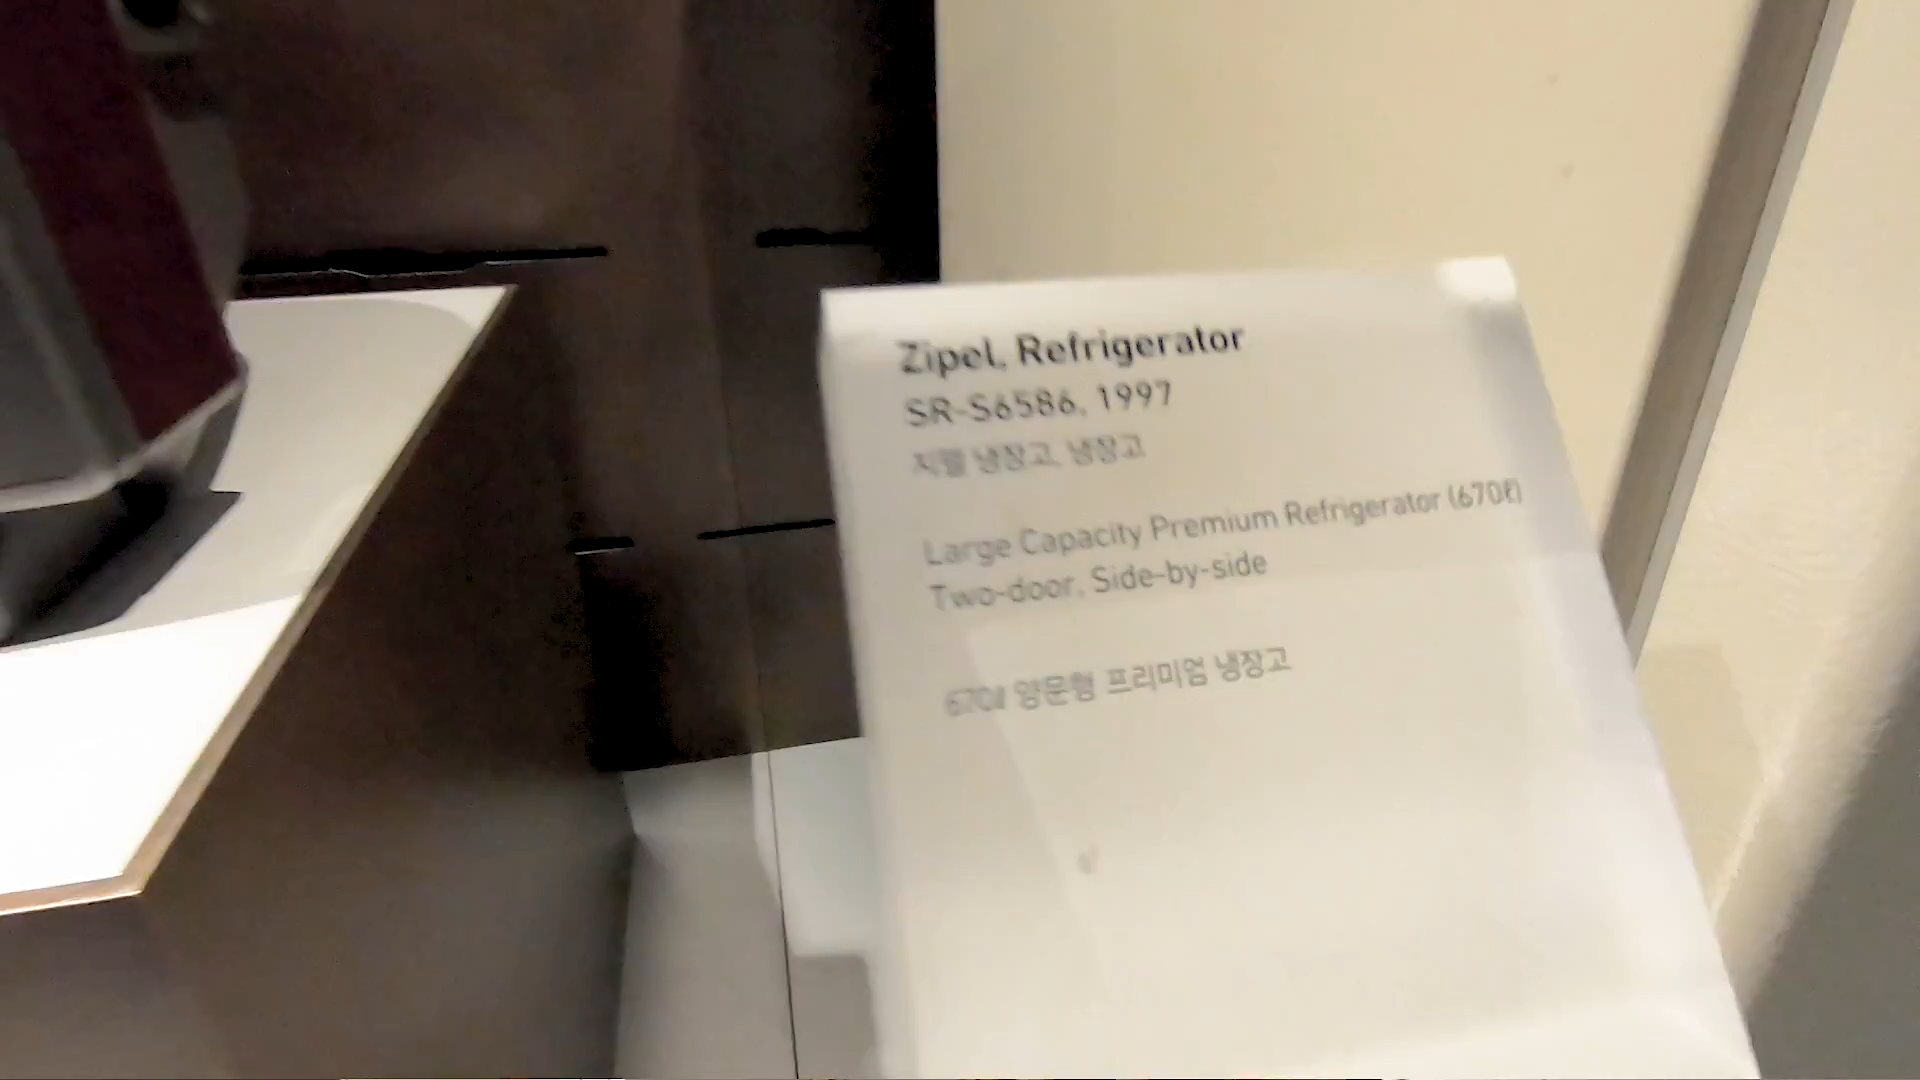 Zipel, Refrigerator
SR-S6586, 1997
지펠 냉장고, 냉장고
Large Capacity Premium Refrigerator (670ℓ)
Two-door, Side-by-side
670ℓ 양문형 프리미엄 냉장고